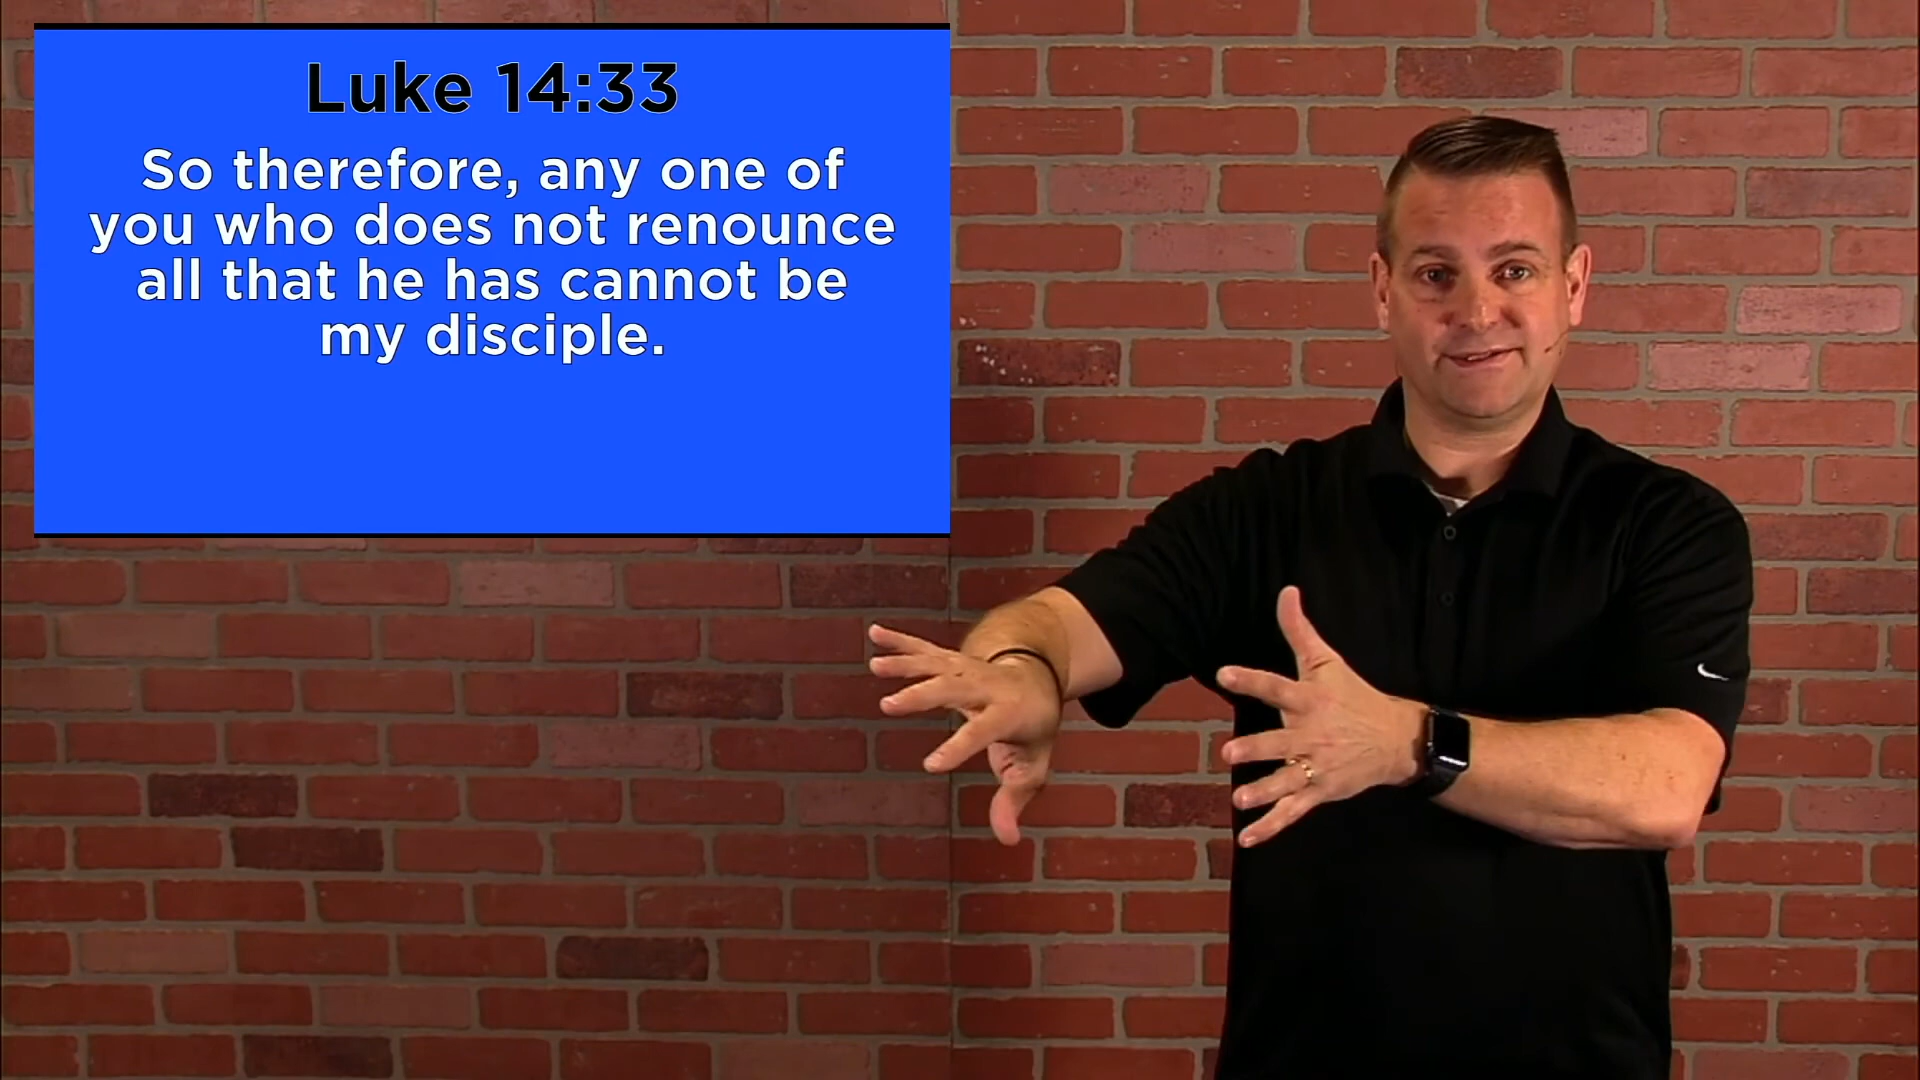 Luke 14:33
So therefore, any one of
you who does not renounce
all that he has cannot be
my disciple.